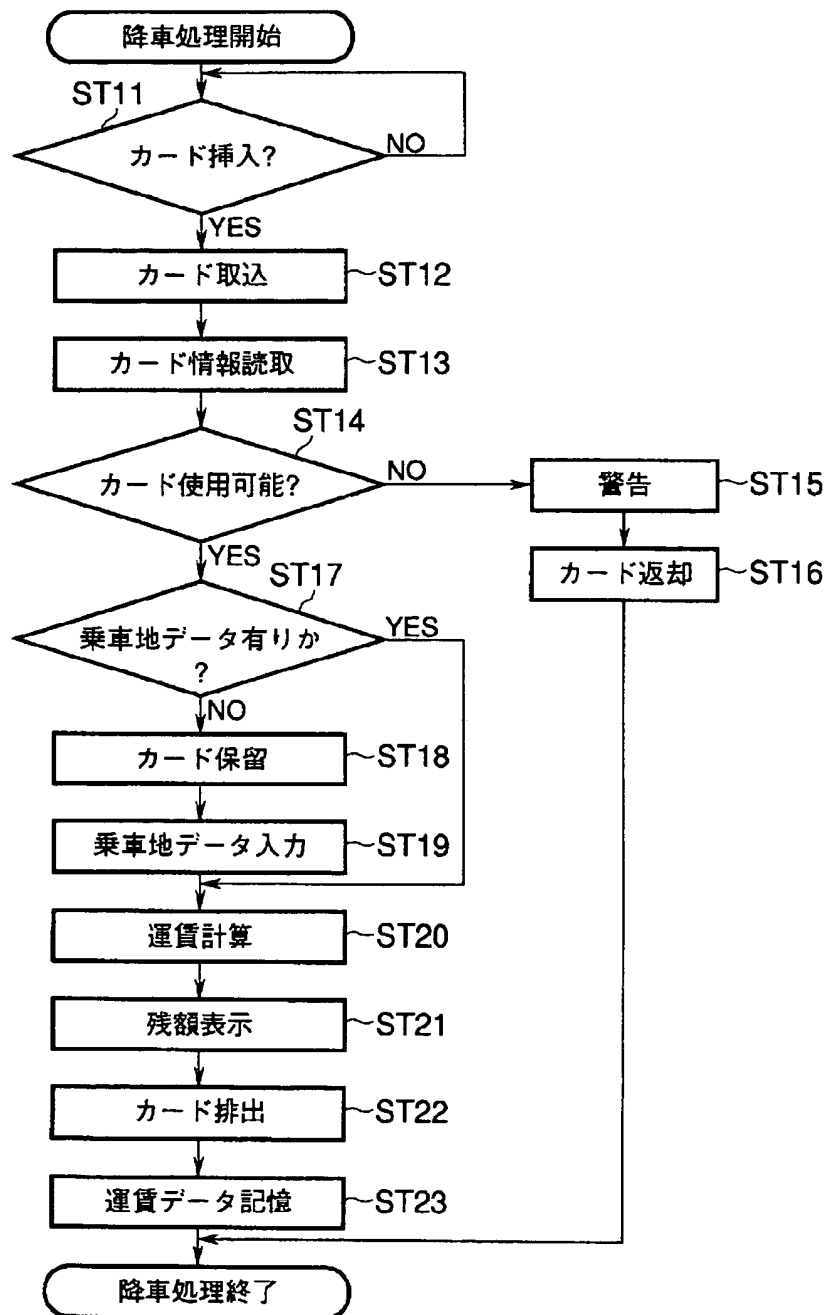 降車処理開始
ST11
カード挿入?
NO
YES
カード取込
ST12
カード情報読取
ST13
ST14
カード使用可能?
NO
警告
ST15
YES
カード返却
ST16
ST17
乗車地データ有りか
?
YES
NO
カード保留
ST18
乗車地データ入力
ST19
運賃計算
ST20
残額表示
ST21
カード排出
ST22
運賃データ記憶
ST23
降車処理終了